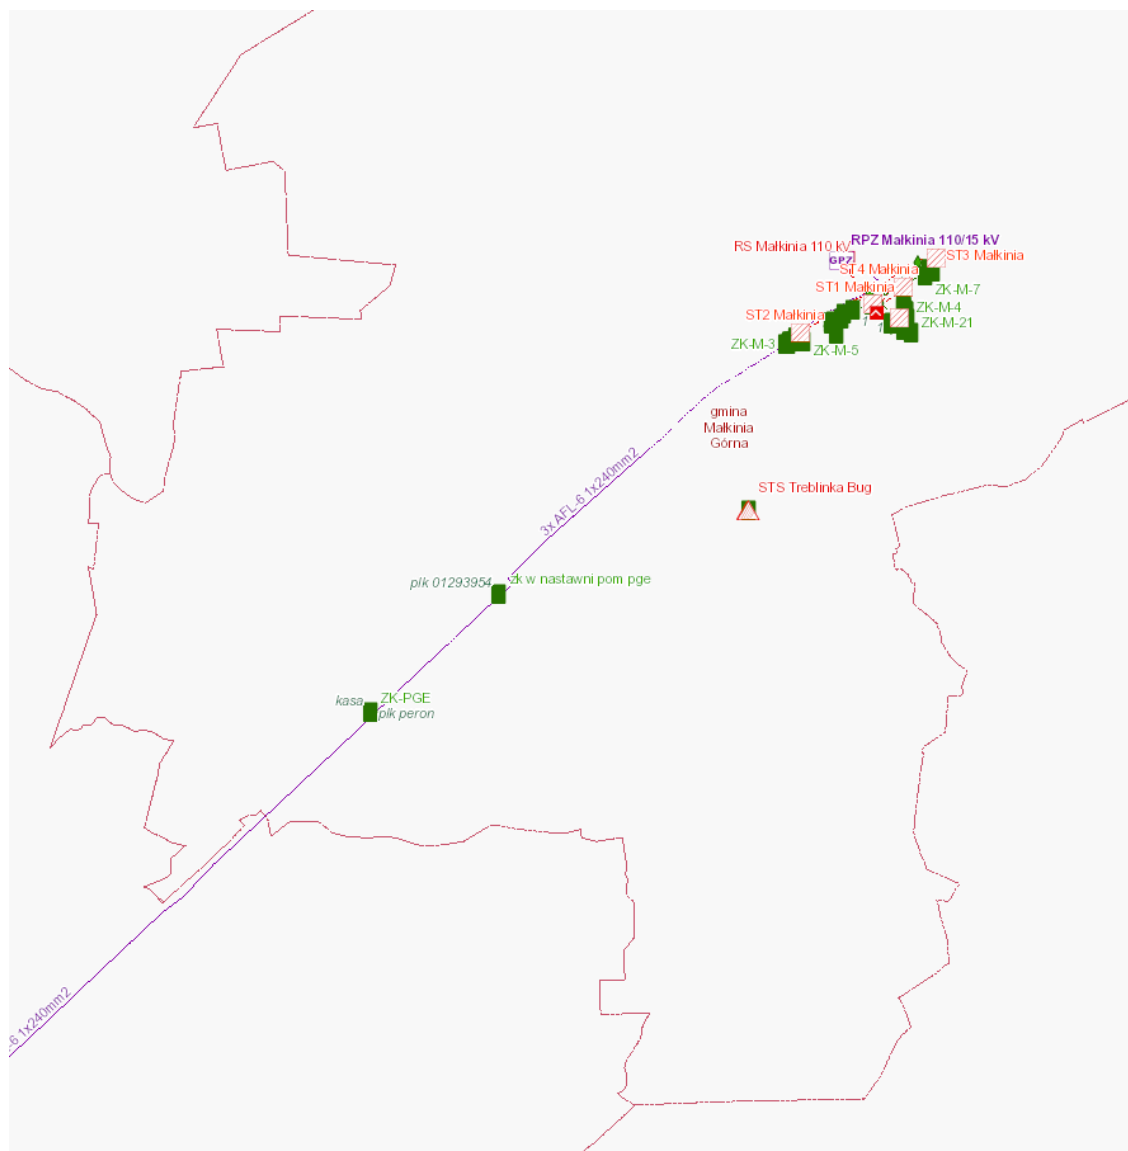 RPZ Małkinia 110/15 kV
RS Małkinia 110 kV
ST3 Małkinia
GPZ
ST4 Małkinia
ST1 Małkinia
ZK-M-7
ZK-M-4
ST2 Małkinia
1
1
ZK-M-21
ZK-M-3
ZK-M-5
gmina
Małkinia
Górna
3x AFL-6 1x240mm2
STS Treblinka Bug
plk 01293954
zk w nastawni pom pge
kasa
ZK-PGE
plk peron
-6 1x240mm2